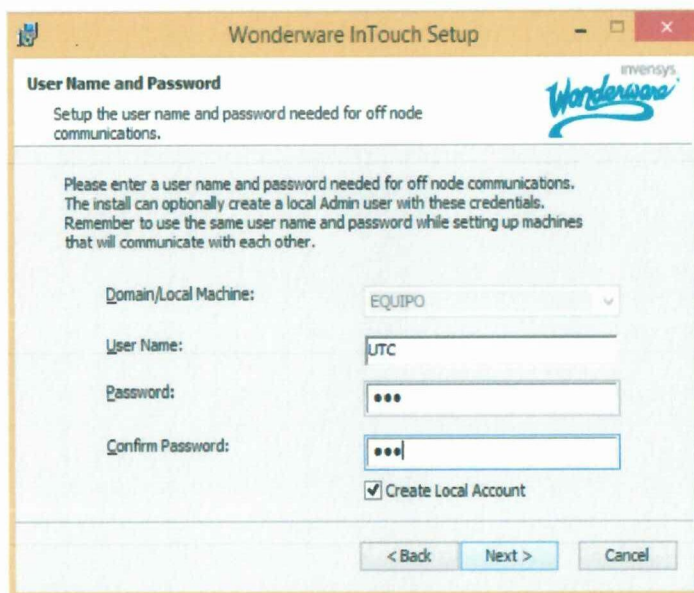 Wonderware InTouch Setup
User Name and Password
Setup the user name and password needed for off node
communications.
invensys
Wonderware
Please enter a user name and password needed for off node communications.
The install can optionally create a local Admin user with these credentials.
Remember to use the same user name and password while setting up machines
that will communicate with each other.
Domain/Local Machine:
EQUIPO
User Name:
UTC
Password:
•••
Confirm Password:
•••
Create Local Account
< Back
Next >
Cancel